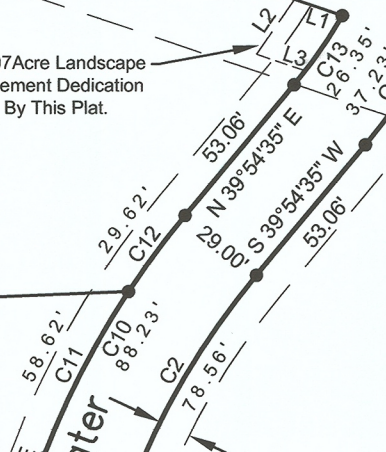 L2
L1
07Acre Landscape
ement Dedication
By This Plat.
L3
C13
26.35'
37.23'
53.06'
N 39°54'35" E
S 39°54'35" W
53.06'
29.62'
C12
29.00'
58.62'
C11
C10
88.23'
C2
78.56'
ater